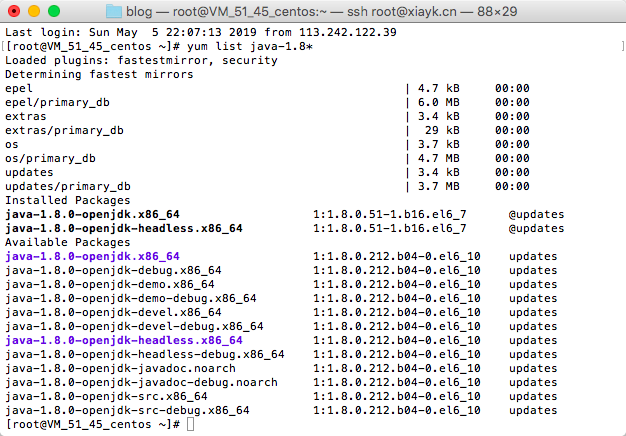 blog — root@VM_51_45_centos:~ — ssh root@xiayk.cn — 88×29
Last login: Sun May  5 22:07:13 2019 from 113.242.122.39
[root@VM_51_45_centos ~]# yum list java-1.8*
Loaded plugins: fastestmirror, security
Determining fastest mirrors
epel | 4.7 kB 00:00
epel/primary_db | 6.0 MB 00:00
extras | 3.4 kB 00:00
extras/primary_db | 29 kB 00:00
os | 3.7 kB 00:00
os/primary_db | 4.7 MB 00:00
updates | 3.4 kB 00:00
updates/primary_db | 3.7 MB 00:00
Installed Packages
java-1.8.0-openjdk.x86_64 1:1.8.0.51-1.b16.el6_7 @updates
java-1.8.0-openjdk-headless.x86_64 1:1.8.0.51-1.b16.el6_7 @updates
Available Packages
java-1.8.0-openjdk.x86_64 1:1.8.0.212.b04-0.el6_10 updates
java-1.8.0-openjdk-debug.x86_64 1:1.8.0.212.b04-0.el6_10 updates
java-1.8.0-openjdk-demo.x86_64 1:1.8.0.212.b04-0.el6_10 updates
java-1.8.0-openjdk-demo-debug.x86_64 1:1.8.0.212.b04-0.el6_10 updates
java-1.8.0-openjdk-devel.x86_64 1:1.8.0.212.b04-0.el6_10 updates
java-1.8.0-openjdk-devel-debug.x86_64 1:1.8.0.212.b04-0.el6_10 updates
java-1.8.0-openjdk-headless.x86_64 1:1.8.0.212.b04-0.el6_10 updates
java-1.8.0-openjdk-headless-debug.x86_64 1:1.8.0.212.b04-0.el6_10 updates
java-1.8.0-openjdk-javadoc.noarch 1:1.8.0.212.b04-0.el6_10 updates
java-1.8.0-openjdk-javadoc-debug.noarch 1:1.8.0.212.b04-0.el6_10 updates
java-1.8.0-openjdk-src.x86_64 1:1.8.0.212.b04-0.el6_10 updates
java-1.8.0-openjdk-src-debug.x86_64 1:1.8.0.212.b04-0.el6_10 updates
[root@VM_51_45_centos ~]#